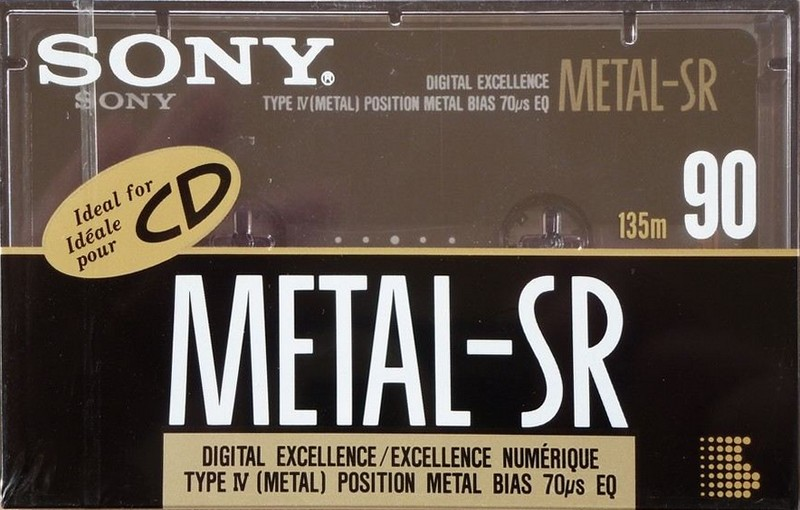 SONY®
SONY
DIGITAL EXCELLENCE
TYPE IV (METAL) POSITION METAL BIAS 70µs EQ
METAL-SR
Ideal for
Idéale
pour
CD
135m
90
METAL-SR
DIGITAL EXCELLENCE/EXCELLENCE NUMÉRIQUE
TYPE IV (METAL) POSITION METAL BIAS 70µs EQ